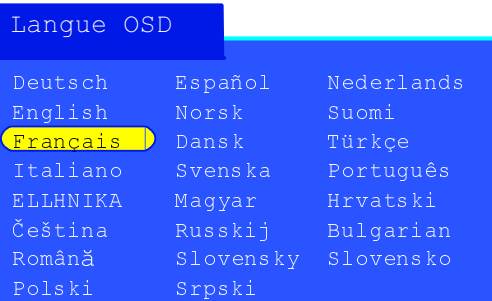 Langue OSD
Deutsch Español Nederlands
English Norsk Suomi
Français Dansk Türkçe
Italiano Svenska Português
ELLHNIKA Magyar Hrvatski
Čeština Russkij Bulgarian
Română Slovensky Slovensko
Polski Srpski